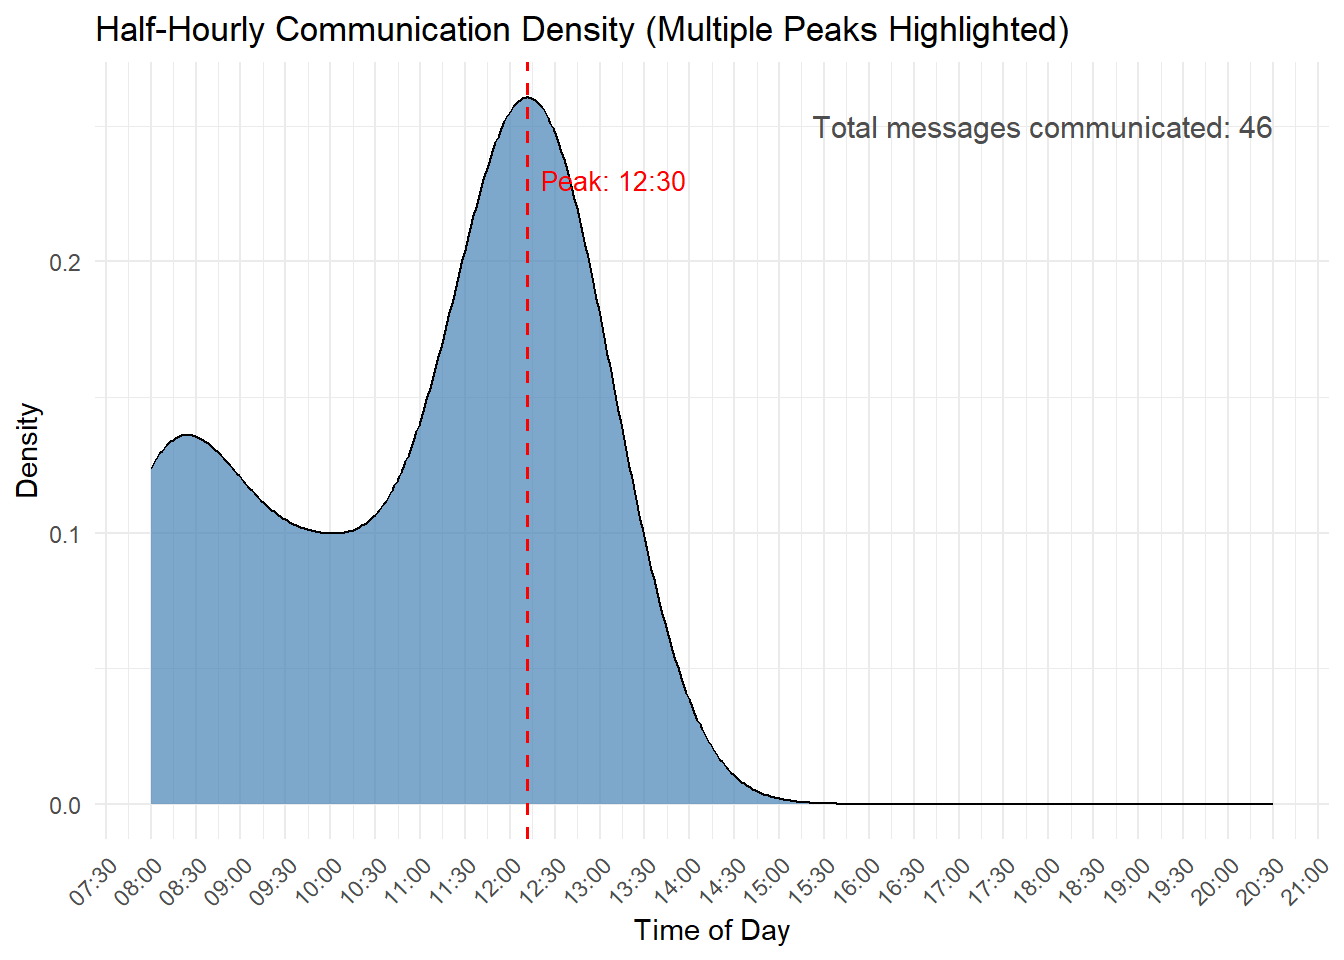 Half-Hourly Communication Density (Multiple Peaks Highlighted)
Total messages communicated: 46
Peak: 12:30
Density
0.2
0.1
0.0
07:30 08:00 08:30 09:00 09:30 10:00 10:30 11:00 11:30 12:00 12:30 13:00 13:30 14:00 14:30 15:00 15:30 16:00 16:30 17:00 17:30 18:00 18:30 19:00 19:30 20:00 20:30 21:00
Time of Day